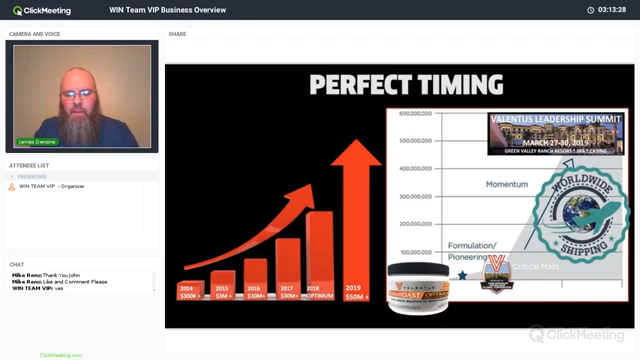 ClickMeeting
WIN Team VIP Business Overview
03:13:28
CAMERA AND VOICE
SHARE
James Denzine
ATTENDEE LIST
PRESENTERS
WIN TEAM VIP - Organizer
CHAT
Mike Renz: Thank You John
Mike Renz: Like and Comment Please
WIN TEAM VIP: yes
ClickMeeting.com
PERFECT TIMING
2014
$300K +
2015
$3M +
2016
$30M+
2017
$30M+
2018
OPTIMUM
2019
$50M +
600,000,000
500,000,000
400,000,000
300,000,000
200,000,000
100,000,000
VALENTUS LEADERSHIP SUMMIT
MARCH 27-30, 2019
GREEN VALLEY RANCH RESORT * SPA * CASINO
Momentum
WORLDWIDE
SHIPPING
Formulation/
Pioneering
Critical Mass
VALENTUS
ClickMeeting